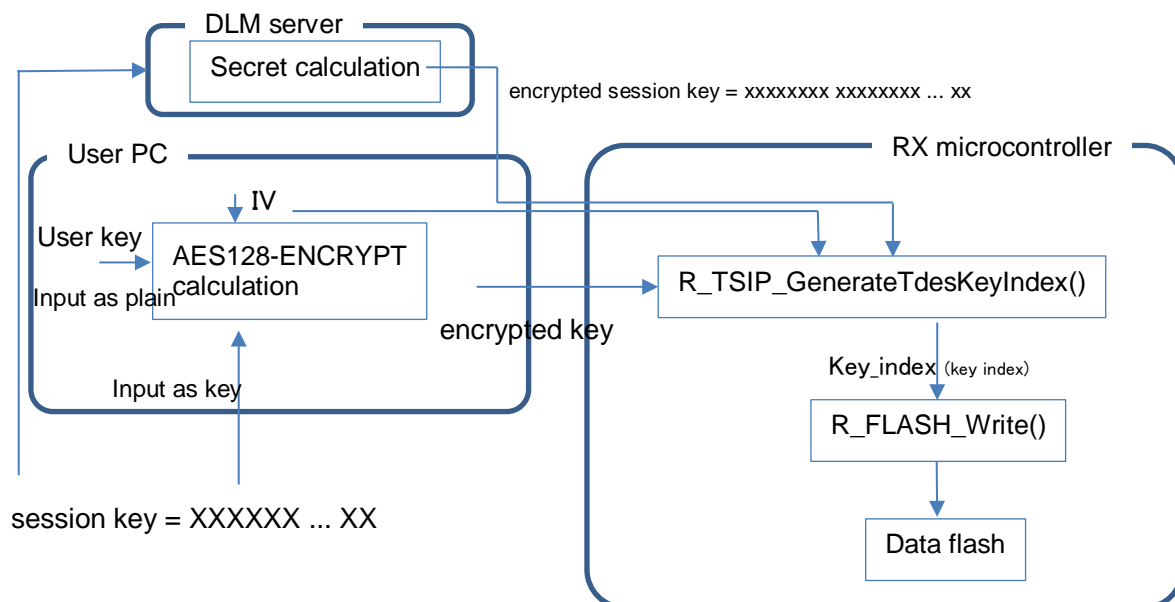 DLM server
Secret calculation
encrypted session key = xxxxxxxx xxxxxxxx ... xx
User PC
RX microcontroller
IV
User key
AES128-ENCRYPT
calculation
Input as plain
R_TSIP_GenerateTdesKeyIndex()
encrypted key
Key_index (key index)
Input as key
R_FLASH_Write()
session key = XXXXXX ... XX
Data flash